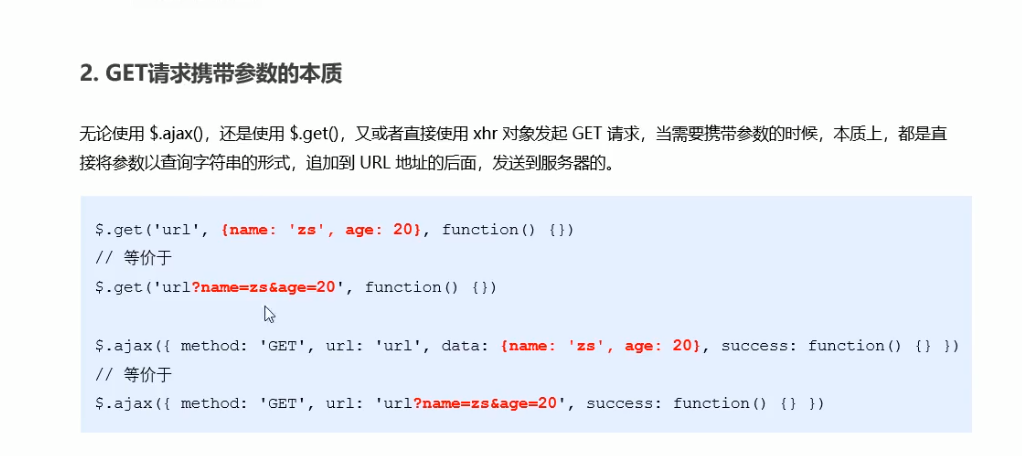 2. GET请求携带参数的本质
无论使用 $.ajax()，还是使用 $.get()，又或者直接使用 xhr 对象发起 GET 请求，当需要携带参数的时候，本质上，都是直
接将参数以查询字符串的形式，追加到 URL 地址的后面，发送到服务器的。
$.get('url', {name: 'zs', age: 20}, function() {})
// 等价于
$.get('url?name=zs&age=20', function() {})
$.ajax({ method: 'GET', url: 'url', data: {name: 'zs', age: 20}, success: function() {} })
// 等价于
$.ajax({ method: 'GET', url: 'url?name=zs&age=20', success: function() {} })